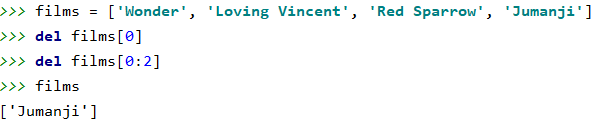 >>> films = ['Wonder', 'Loving Vincent', 'Red Sparrow', 'Jumanji']
>>> del films[0]
>>> del films[0:2]
>>> films
['Jumanji']